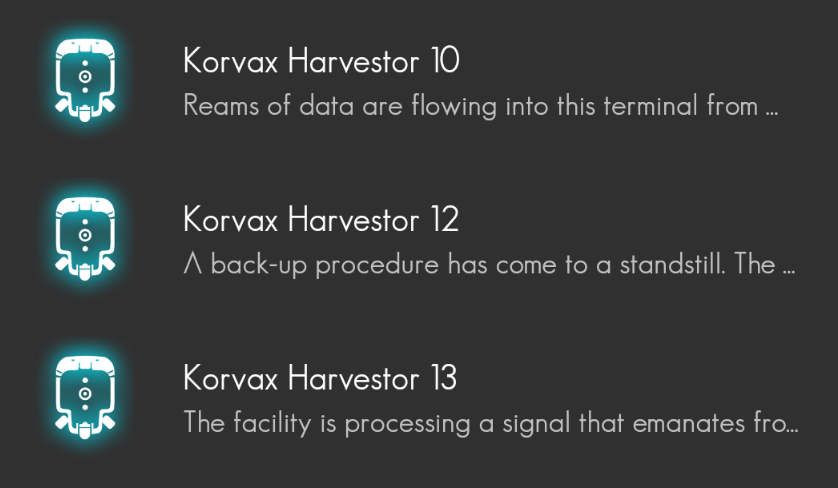 Korvax Harvestor 10
Reams of data are flowing into this terminal from ...
Korvax Harvestor 12
Λ back-up procedure has come to a standstill. The ...
Korvax Harvestor 13
The facility is processing a signal that emanates fro...